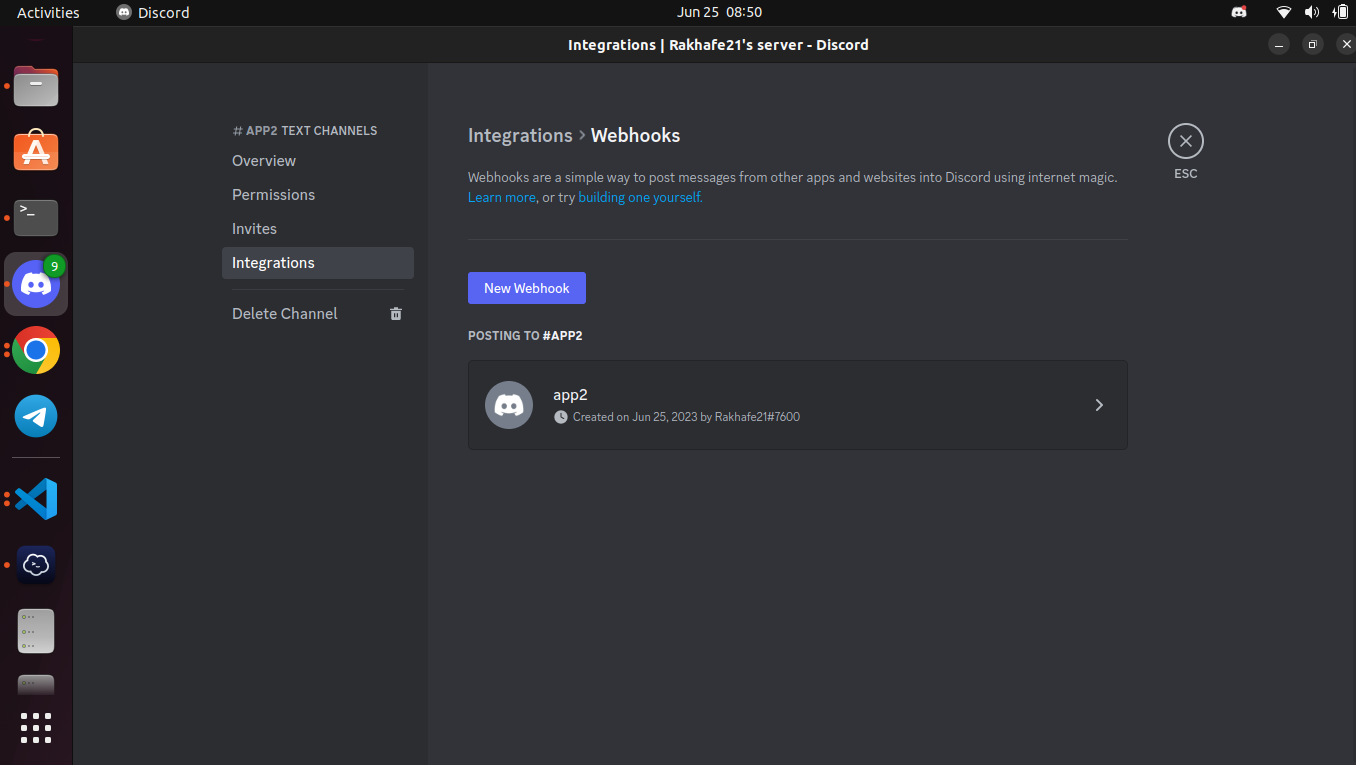 Activities
Discord
Jun 25 08:50
Integrations | Rakhafe21's server - Discord
# APP2 TEXT CHANNELS
Overview
Permissions
Invites
Integrations
Delete Channel
Integrations > Webhooks
Webhooks are a simple way to post messages from other apps and websites into Discord using internet magic.
Learn more, or try building one yourself.
ESC
New Webhook
POSTING TO #APP2
app2
Created on Jun 25, 2023 by Rakhafe21#7600
>_
9